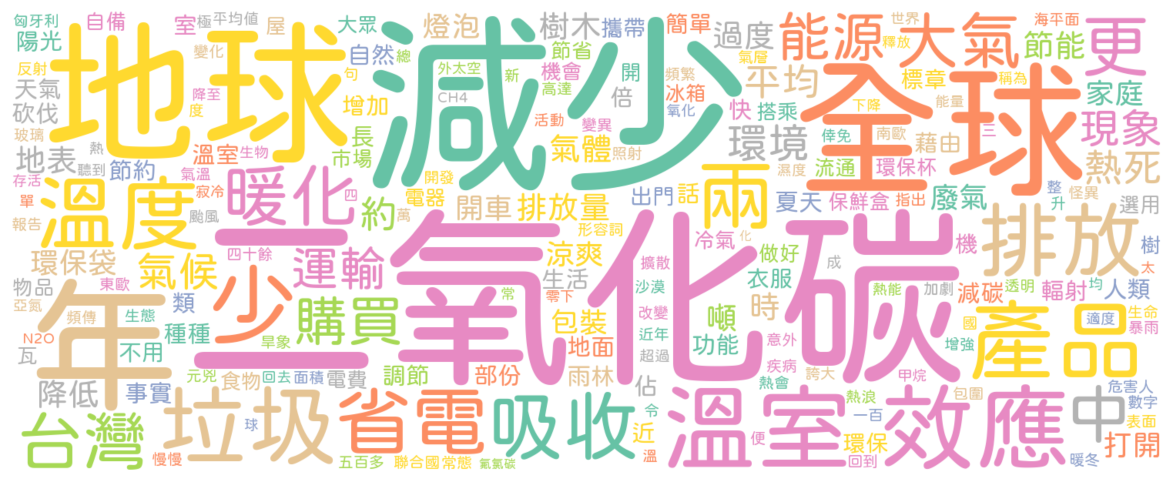 匈牙利
自備
室
極
平均值
屋
大眾
燈泡
樹木
攜帶
簡單
過度
能源
大氣
世界
釋放
海平面
節能
更
陽光
地球
變化
總
自然
減少
外太空
新
節省
機會
開
頻繁
氣層
標章
稱為
反射
天氣
降至
句
CH4
高達
倍
冰箱
平均
全球
下降
能量
家庭
砍伐
度
增加
活動
變異
氧化
快
搭乘
倖免
南歐
藉由
三
現象
玻璃
熱
長
市場
氣體
照射
環境
濕度
流通
環保杯
熱死
地表
聽到
節約
溫室
生物
氣溫
存活
單
溫度
寂冷
暖化
四
開發
電器
出門
話
兩
夏天
保鮮盒
指出
廢氣
整
升
怪異
選用
報告
颱風
約
萬
開車
排放量
形容詞
化
冷氣
做好
機
排放
樹
環保袋
四十餘
一
二氧化碳
涼爽
擴散
成
太
物品
東歐
氣候
少
運輸
生活
零下
沙漠
衣服
熱能
加劇
減碳
透明
均
輻射
人類
亞氮
頻傳
年
類
購買
常
包裝
改變
噸
時
國
產品
適度
生命
暴雨
N2O
生態
種種
旱象
地面
近年
功能
意外
增強
瓦
不用
超過
疾病
甲烷
元兇
回去
面積
電費
調節
部份
雨林
佔
熱會
誇大
包圍
危害人
降低
事實
食物
垃圾
省電
吸收
令
溫室效應
熱浪
一百
中
數字
表面
台灣
球
近
便
環保
打開
慢慢
五百多
聯合國
常態
氟氯碳
溫
回到
暖冬